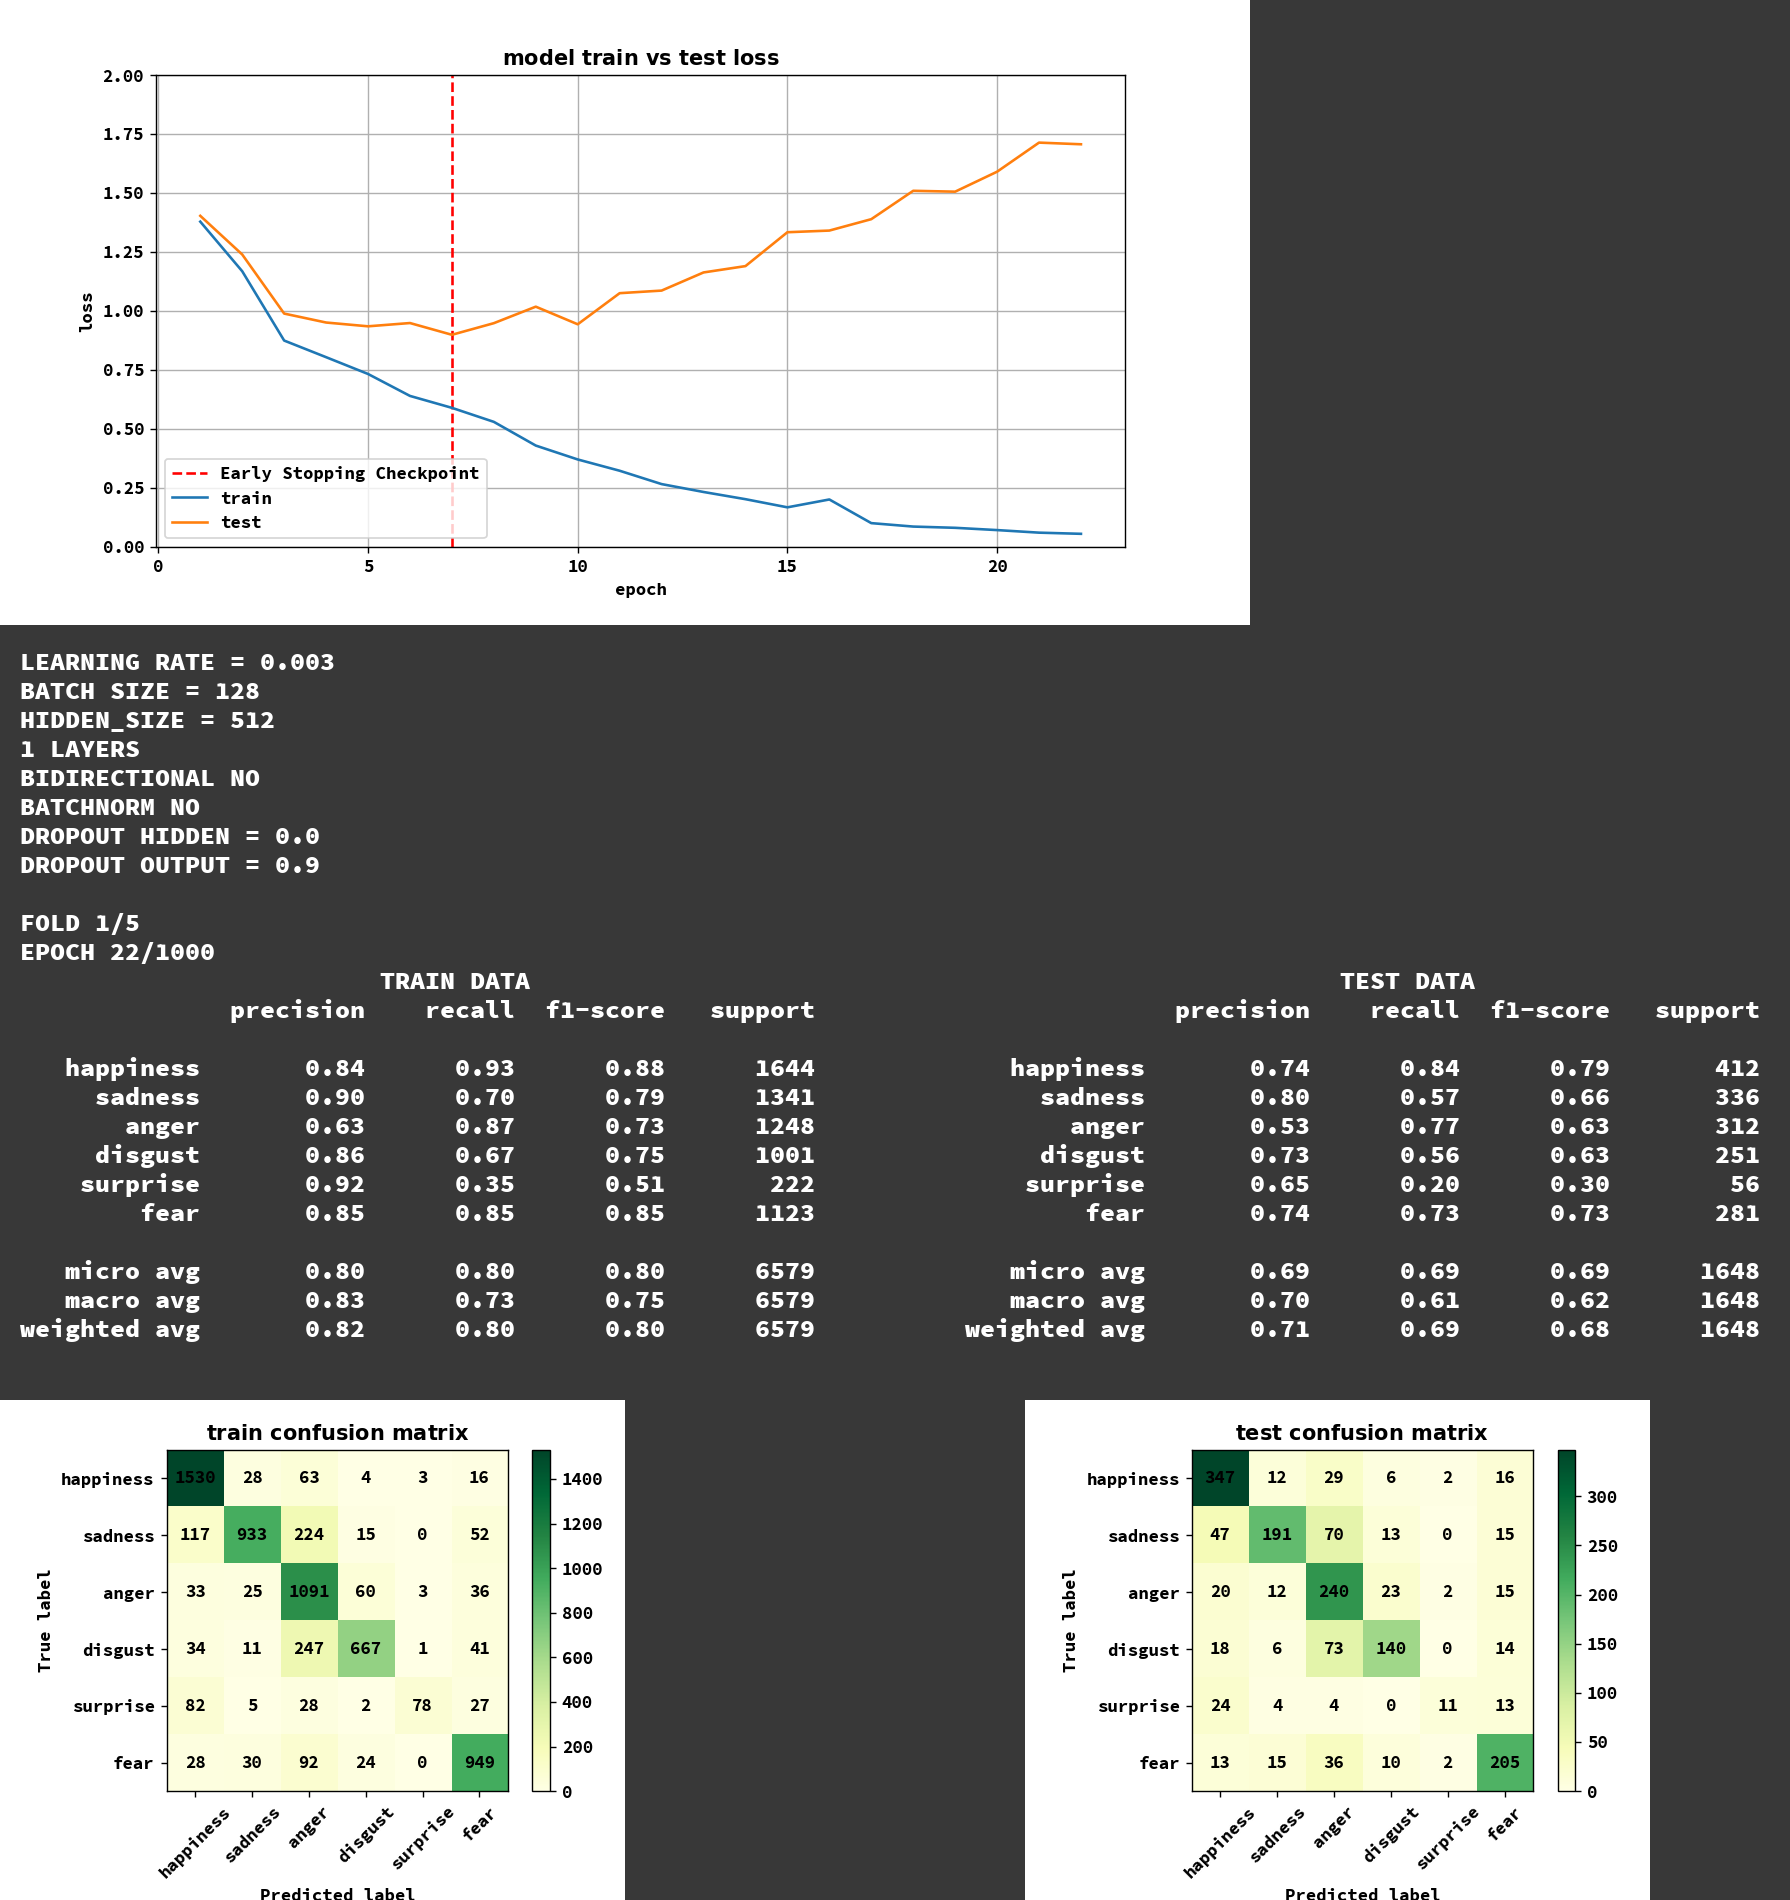 model train vs test loss
2.00
1.75
1.50
1.25
1.00
0.75
0.50
0.25
0.00
loss
Early Stopping Checkpoint
train
test
0 5 10 15 20
epoch
LEARNING RATE = 0.003
BATCH SIZE = 128
HIDDEN_SIZE = 512
1 LAYERS
BIDIRECTIONAL NO
BATCHNORM NO
DROPOUT HIDDEN = 0.0
DROPOUT OUTPUT = 0.9
FOLD 1/5
EPOCH 22/1000
TRAIN DATA
precision recall f1-score support
happiness 0.84 0.93 0.88 1644
sadness 0.90 0.70 0.79 1341
anger 0.63 0.87 0.73 1248
disgust 0.86 0.67 0.75 1001
surprise 0.92 0.35 0.51 222
fear 0.85 0.85 0.85 1123
micro avg 0.80 0.80 0.80 6579
macro avg 0.83 0.73 0.75 6579
weighted avg 0.82 0.80 0.80 6579
TEST DATA
precision recall f1-score support
happiness 0.74 0.84 0.79 412
sadness 0.80 0.57 0.66 336
anger 0.53 0.77 0.63 312
disgust 0.73 0.56 0.63 251
surprise 0.65 0.20 0.30 56
fear 0.74 0.73 0.73 281
micro avg 0.69 0.69 0.69 1648
macro avg 0.70 0.61 0.62 1648
weighted avg 0.71 0.69 0.68 1648
train confusion matrix
True label
happiness 1530 28 63 4 3 16
sadness 117 933 224 15 0 52
anger 33 25 1091 60 3 36
disgust 34 11 247 667 1 41
surprise 82 5 28 2 78 27
fear 28 30 92 24 0 949
happiness sadness anger disgust surprise fear
Predicted label
1400
1200
1000
800
600
400
200
0
test confusion matrix
True label
happiness 347 12 29 6 2 16
sadness 47 191 70 13 0 15
anger 20 12 240 23 2 15
disgust 18 6 73 140 0 14
surprise 24 4 4 0 11 13
fear 13 15 36 10 2 205
happiness sadness anger disgust surprise fear
Predicted label
300
250
200
150
100
50
0